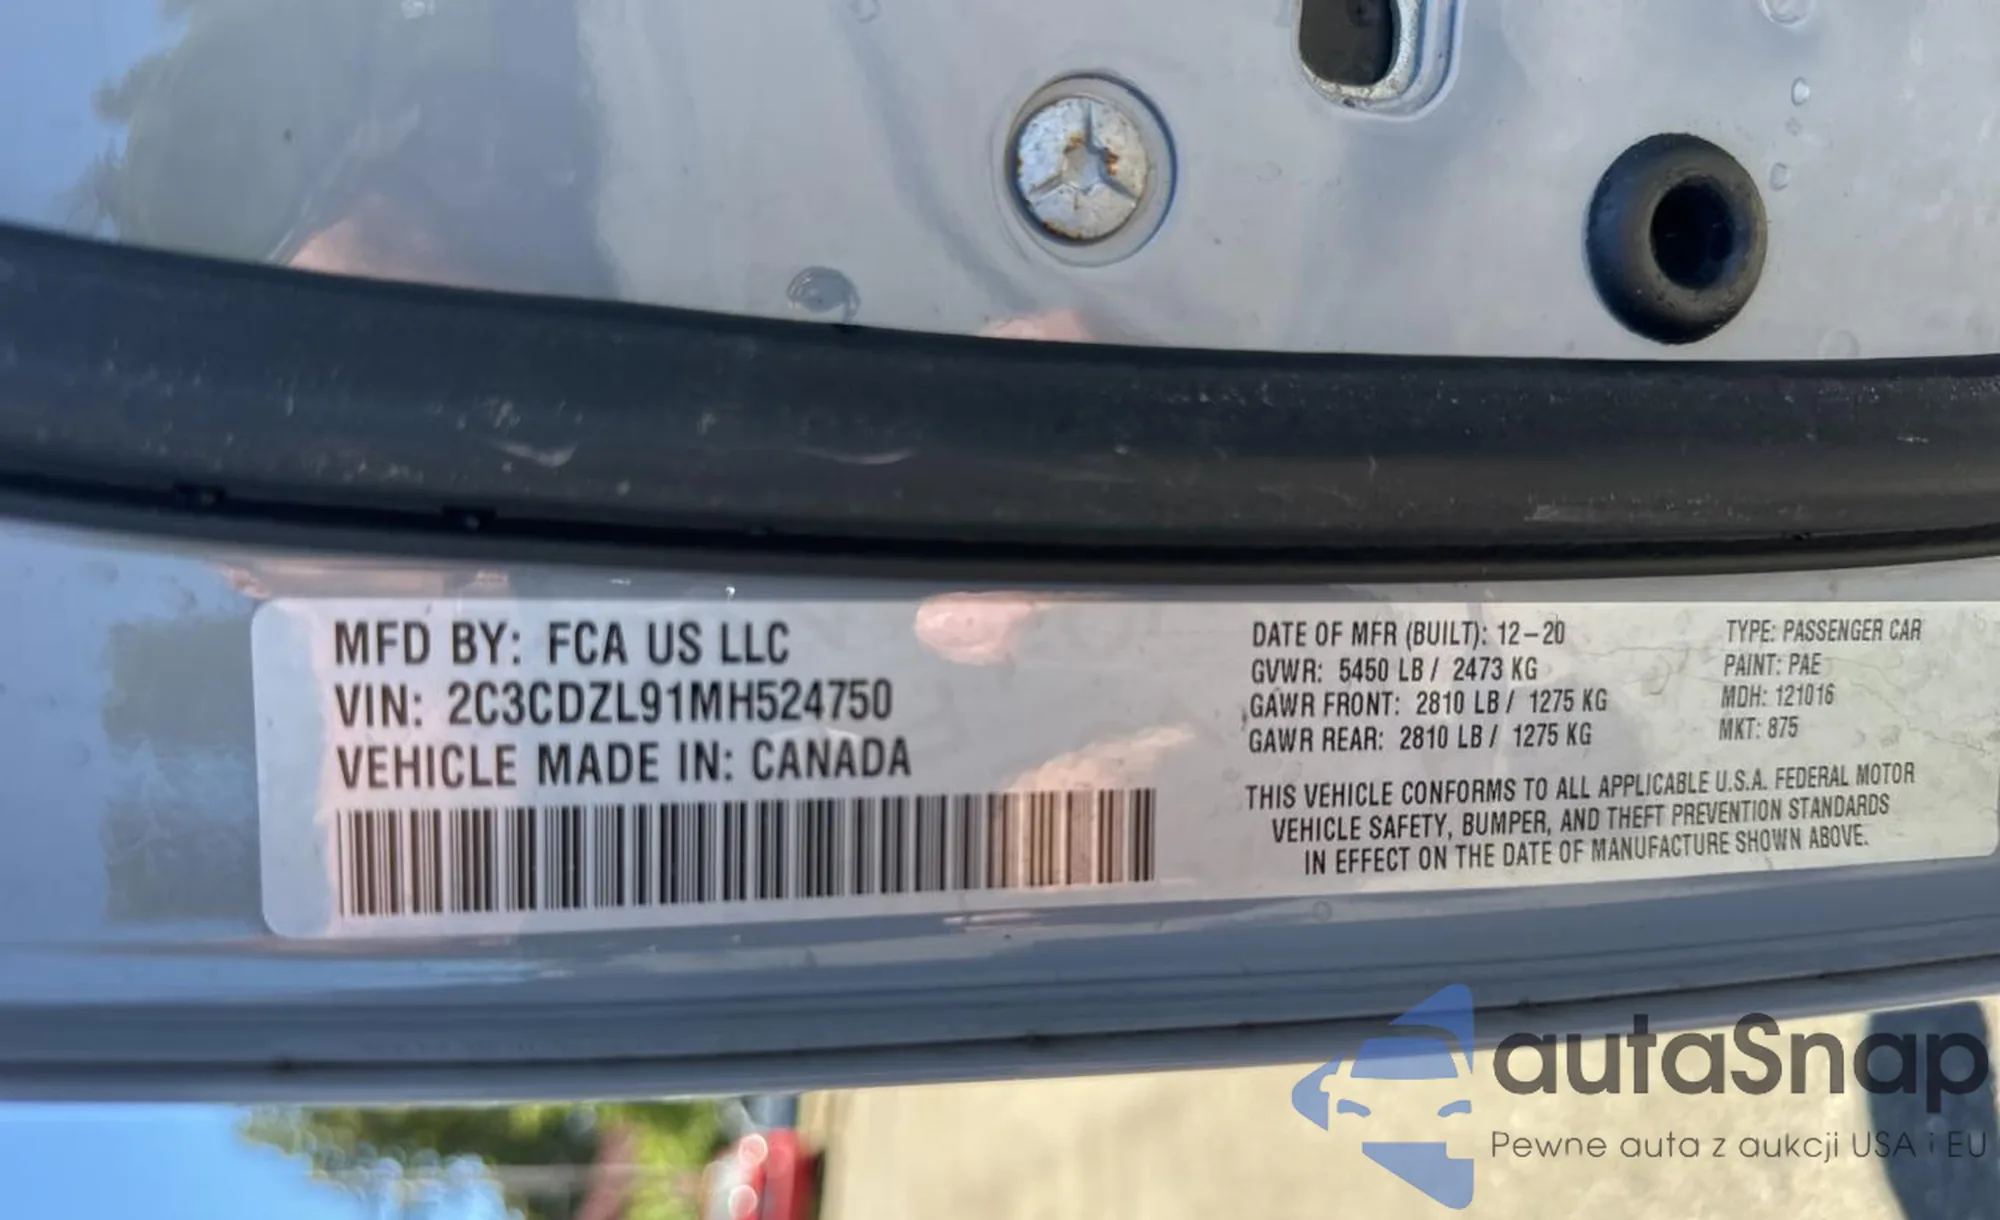 MFD BY: FCA US LLC
VIN: 2C3CDZL91MH524750
VEHICLE MADE IN: CANADA
DATE OF MFR (BUILT): 12-20
GVWR: 5450 LB / 2473 KG
GAWR FRONT: 2810 LB / 1275 KG
GAWR REAR: 2810 LB / 1275 KG
TYPE: PASSENGER CAR
PAINT: PAE
MDH: 121016
MKT: 875
THIS VEHICLE CONFORMS TO ALL APPLICABLE U.S.A. FEDERAL MOTOR
VEHICLE SAFETY, BUMPER, AND THEFT PREVENTION STANDARDS
IN EFFECT ON THE DATE OF MANUFACTURE SHOWN ABOVE.
autaSnap
Pewne auta z aukcji USA i EU